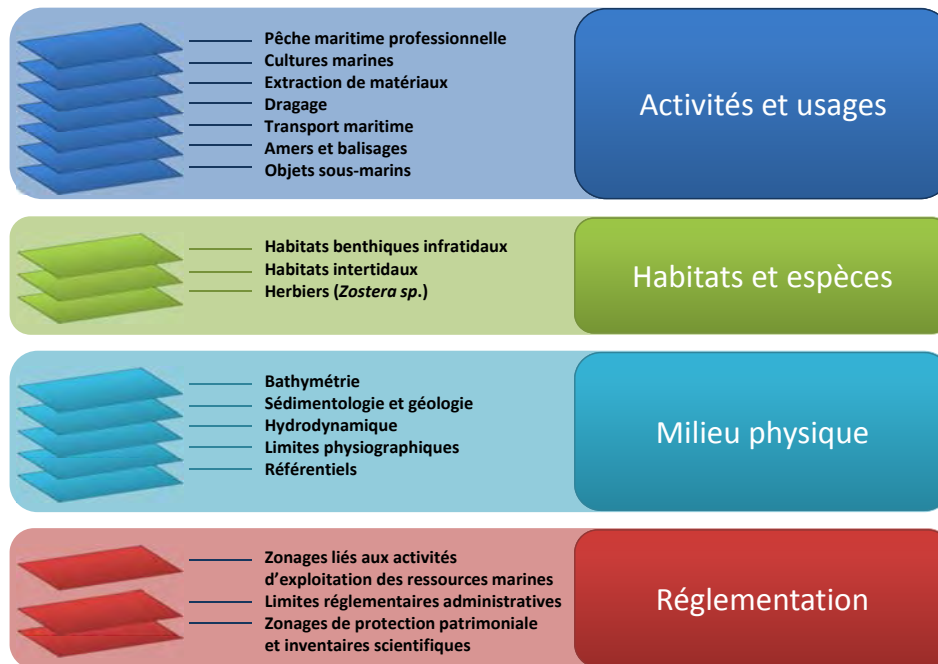 Pêche maritime professionnelle
Cultures marines
Extraction de matériaux
Dragage
Transport maritime
Amers et balisages
Objets sous-marins
Activités et usages
Habitats benthiques infratidaux
Habitats intertidaux
Herbiers (Zostera sp.)
Habitats et espèces
Bathymétrie
Sédimentologie et géologie
Hydrodynamique
Limites physiographiques
Référentiels
Milieu physique
Zonages liés aux activités
d’exploitation des ressources marines
Limites réglementaires administratives
Zonages de protection patrimoniale
et inventaires scientifiques
Réglementation